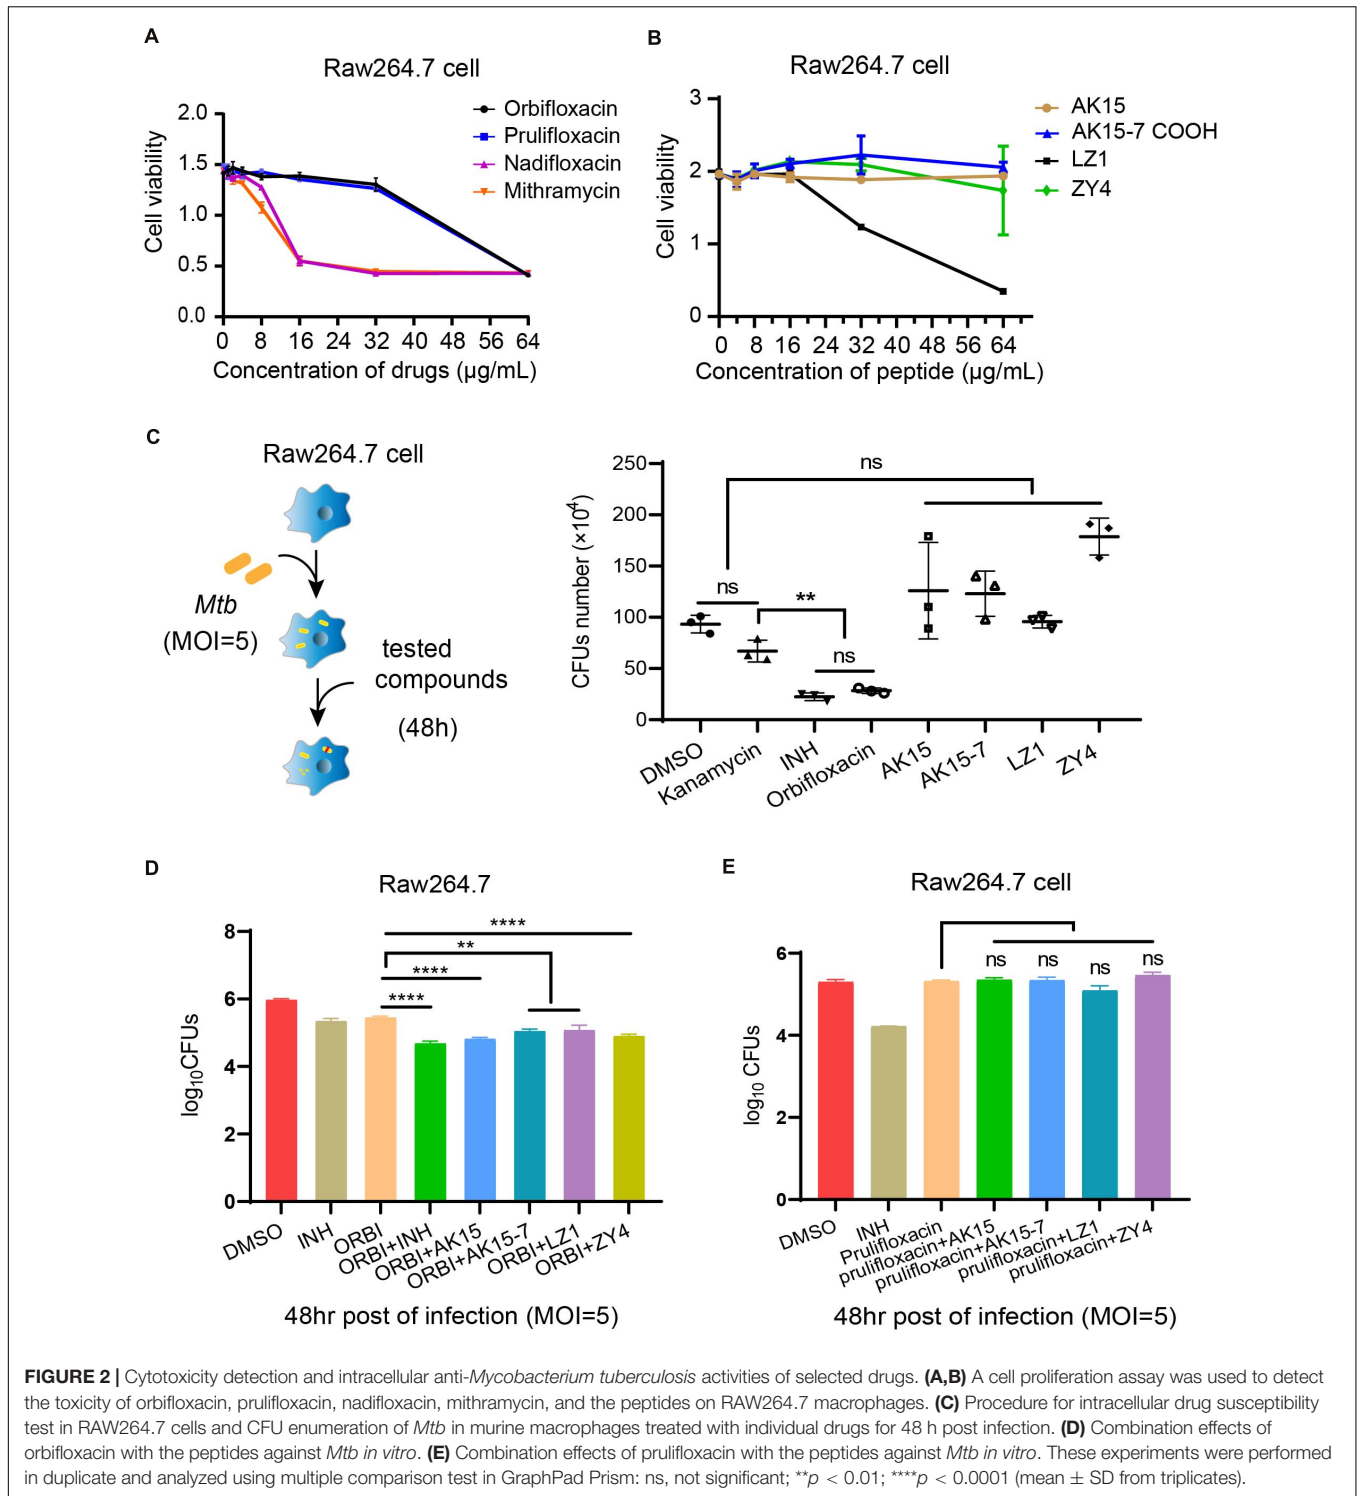 A
Raw264.7 cell
Cell viability
2.0
1.5
1.0
0.5
0.0
0 8 16 24 32 40 48 56 64
Concentration of drugs (µg/mL)
Orbifloxacin
Prulifloxacin
Nadifloxacin
Mithramycin
B
Raw264.7 cell
Cell viability
3
2
1
0
0 8 16 24 32 40 48 56 64
Concentration of peptide (µg/mL)
AK15
AK15-7 COOH
LZ1
ZY4
C
Raw264.7 cell
Mtb
(MOI=5)
tested
compounds
(48h)
CFUs number (×10⁴)
250
200
150
100
50
0
ns
ns
**
ns
DMSO
Kanamycin
INH
Orbifloxacin
AK15
AK15-7
LZ1
ZY4
D
Raw264.7
log₁₀CFUs
8
6
4
2
0
****
**
****
****
DMSO
INH
ORBI
ORBI+INH
ORBI+AK15
ORBI+AK15-7
ORBI+LZ1
ORBI+ZY4
48hr post of infection (MOI=5)
E
Raw264.7 cell
log₁₀ CFUs
6
4
2
0
ns ns ns ns
DMSO
INH
Prulifloxacin
prulifloxacin+AK15
prulifloxacin+AK15-7
prulifloxacin+LZ1
prulifloxacin+ZY4
48hr post of infection (MOI=5)
FIGURE 2 | Cytotoxicity detection and intracellular anti-Mycobacterium tuberculosis activities of selected drugs. (A,B) A cell proliferation assay was used to detect
the toxicity of orbifloxacin, prulifloxacin, nadifloxacin, mithramycin, and the peptides on RAW264.7 macrophages. (C) Procedure for intracellular drug susceptibility
test in RAW264.7 cells and CFU enumeration of Mtb in murine macrophages treated with individual drugs for 48 h post infection. (D) Combination effects of
orbifloxacin with the peptides against Mtb in vitro. (E) Combination effects of prulifloxacin with the peptides against Mtb in vitro. These experiments were performed
in duplicate and analyzed using multiple comparison test in GraphPad Prism: ns, not significant; **p < 0.01; ****p < 0.0001 (mean ± SD from triplicates).